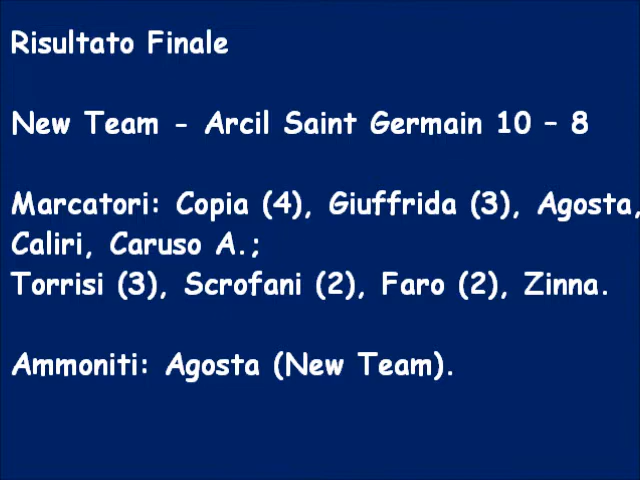 Risultato Finale
New Team - Arcil Saint Germain 10 – 8
Marcatori: Copia (4), Giuffrida (3), Agosta,
Caliri, Caruso A.;
Torrisi (3), Scrofani (2), Faro (2), Zinna.
Ammoniti: Agosta (New Team).